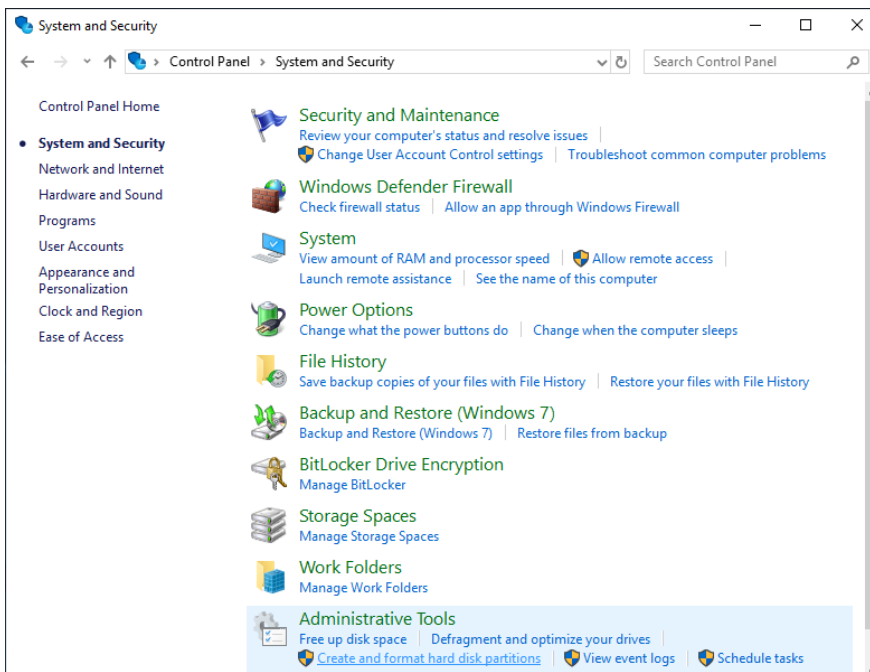 System and Security
Control Panel > System and Security
Search Control Panel
Control Panel Home
System and Security
Network and Internet
Hardware and Sound
Programs
User Accounts
Appearance and
Personalization
Clock and Region
Ease of Access
Security and Maintenance
Review your computer's status and resolve issues
Change User Account Control settings
Troubleshoot common computer problems
Windows Defender Firewall
Check firewall status
Allow an app through Windows Firewall
System
View amount of RAM and processor speed
Allow remote access
Launch remote assistance
See the name of this computer
Power Options
Change what the power buttons do
Change when the computer sleeps
File History
Save backup copies of your files with File History
Restore your files with File History
Backup and Restore (Windows 7)
Backup and Restore (Windows 7)
Restore files from backup
BitLocker Drive Encryption
Manage BitLocker
Storage Spaces
Manage Storage Spaces
Work Folders
Manage Work Folders
Administrative Tools
Free up disk space
Defragment and optimize your drives
Create and format hard disk partitions
View event logs
Schedule tasks